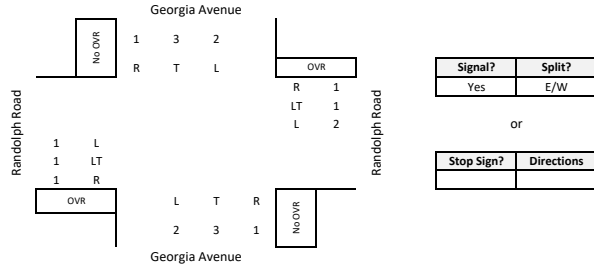 Georgia Avenue
No OVR
1 3 2
R T L
OVR
R 1
LT 1
L 2
Randolph Road
Randolph Road
1 L
1 LT
1 R
OVR
L T R
2 3 1
No OVR
Georgia Avenue
Signal? Split?
Yes E/W
or
Stop Sign? Directions